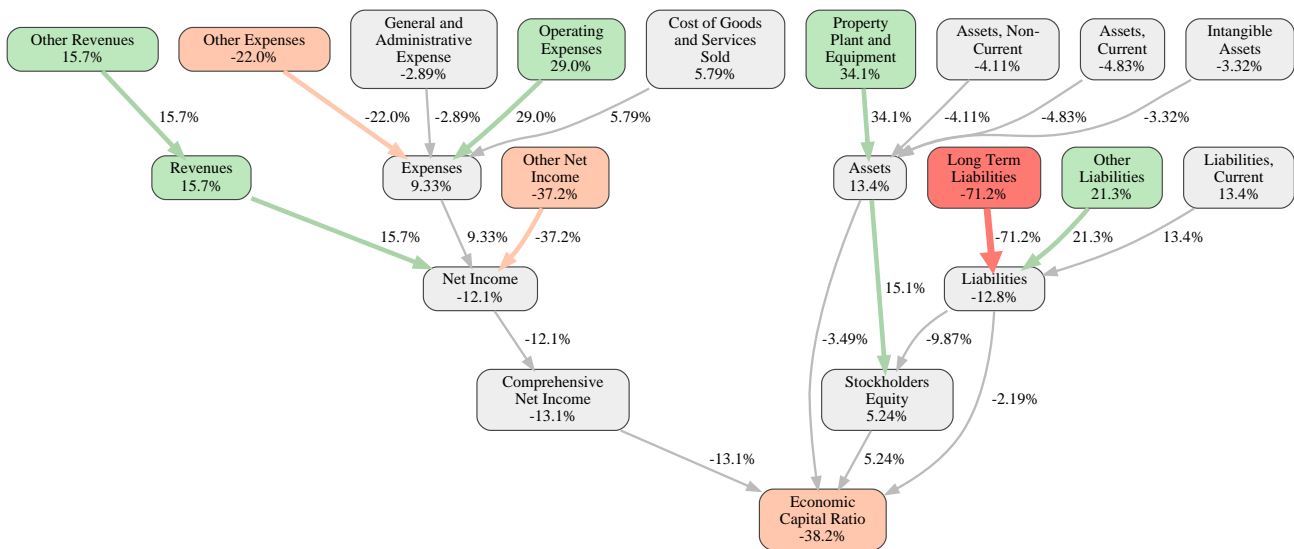 Other Revenues
15.7%
Other Expenses
-22.0%
General and
Administrative
Expense
-2.89%
Operating
Expenses
29.0%
Cost of Goods
and Services
Sold
5.79%
Property
Plant and
Equipment
34.1%
Assets, Non-
Current
-4.11%
Assets,
Current
-4.83%
Intangible
Assets
-3.32%
15.7%
-22.0%
-2.89%
29.0%
5.79%
34.1%
-4.11%
-4.83%
-3.32%
Revenues
15.7%
Expenses
9.33%
Other Net
Income
-37.2%
Assets
13.4%
Long Term
Liabilities
-71.2%
Other
Liabilities
21.3%
Liabilities,
Current
13.4%
15.7%
9.33%
-37.2%
-71.2%
21.3%
13.4%
Net Income
-12.1%
15.1%
Liabilities
-12.8%
-12.1%
-3.49%
-9.87%
Comprehensive
Net Income
-13.1%
Stockholders
Equity
5.24%
-2.19%
-13.1%
5.24%
Economic
Capital Ratio
-38.2%